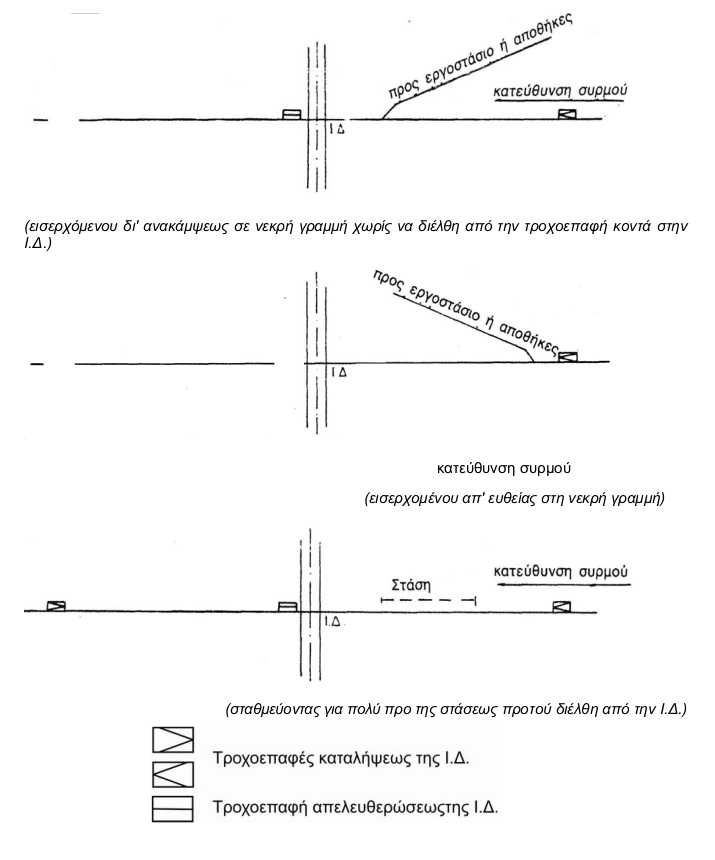 προς εργοστάσιο ή αποθήκες
κατεύθυνση συρμού
Ι Δ
(εισερχόμενου δι' ανακάμψεως σε νεκρή γραμμή χωρίς να διέλθη από την τροχοεπαφή κοντά στην
Ι.Δ.)
προς εργοστάσιο ή αποθήκες
Ι Δ
κατεύθυνση συρμού
(εισερχομένου απ' ευθείας στη νεκρή γραμμή)
κατεύθυνση συρμού
Στάση
Ι.Δ.
(σταθμεύοντας για πολύ προ της στάσεως προτού διέλθη από την Ι.Δ.)
Τροχοεπαφές καταλήψεως της Ι.Δ.
Τροχοεπαφή απελευθερώσεωςτης Ι.Δ.